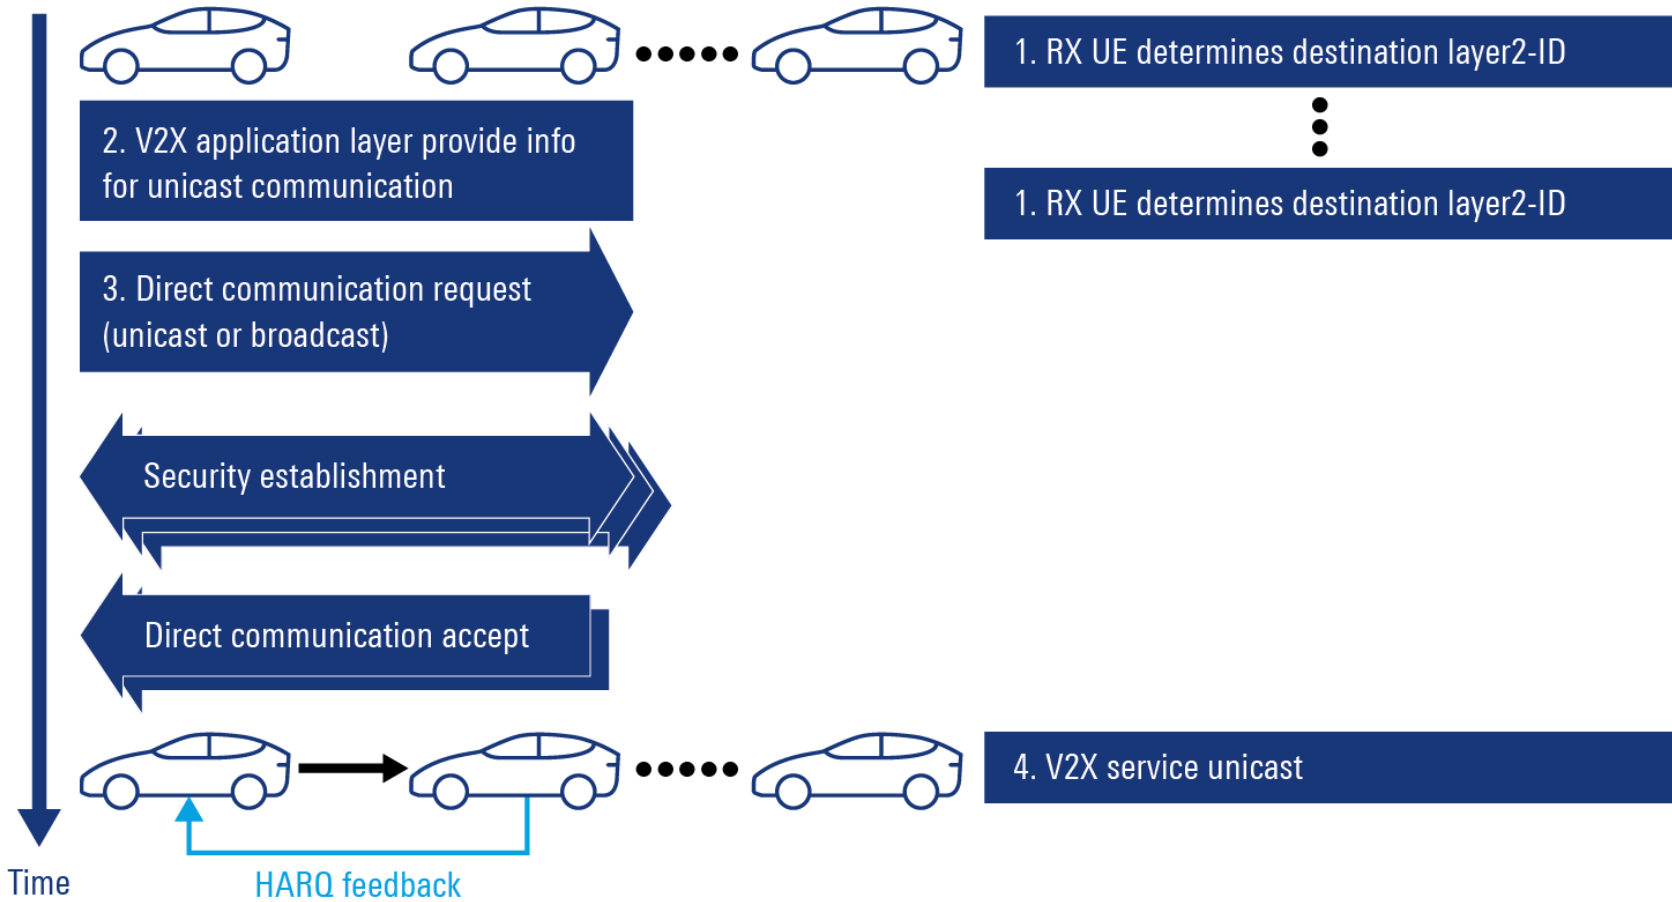 1. RX UE determines destination layer2-ID
2. V2X application layer provide info
for unicast communication
1. RX UE determines destination layer2-ID
3. Direct communication request
(unicast or broadcast)
Security establishment
Direct communication accept
4. V2X service unicast
Time
HARQ feedback